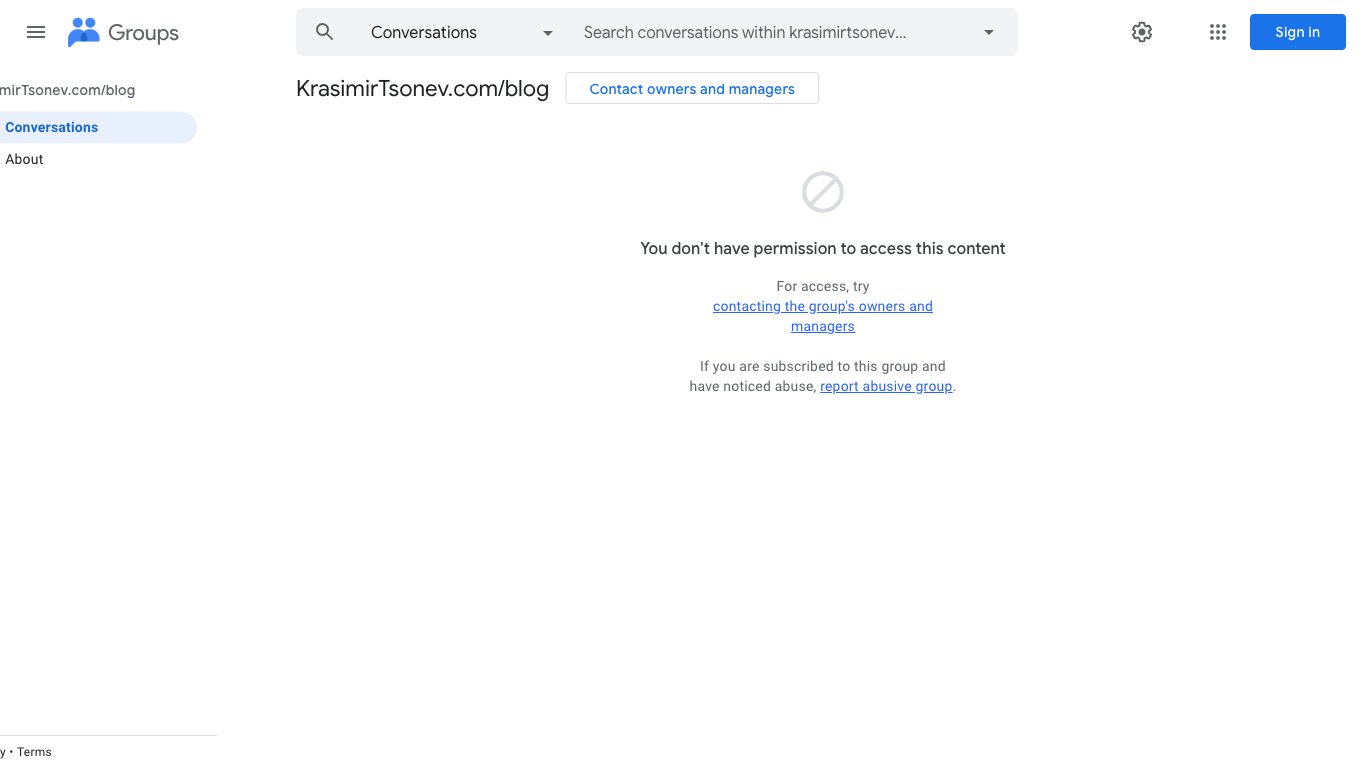 Groups
Conversations
Search conversations within krasimirtsonev...
Sign in
mirTsonev.com/blog
KrasimirTsonev.com/blog
Contact owners and managers
Conversations
About
You don't have permission to access this content
For access, try
contacting the group's owners and
managers
If you are subscribed to this group and
have noticed abuse, report abusive group.
y • Terms